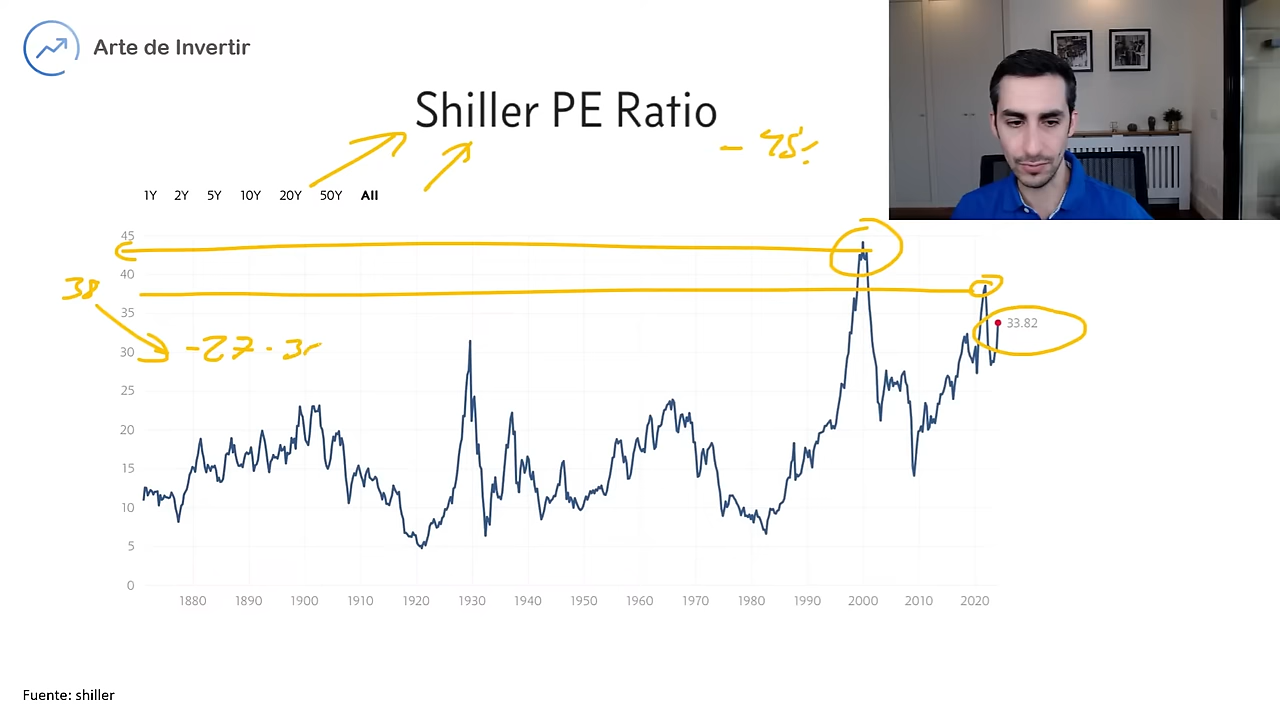 Arte de Invertir
Shiller PE Ratio
- 45%
1Y 2Y 5Y 10Y 20Y 50Y All
45
40
38
35
33.82
30
-27 - 3
25
20
15
10
5
0
1880 1890 1900 1910 1920 1930 1940 1950 1960 1970 1980 1990 2000 2010 2020
Fuente: shiller